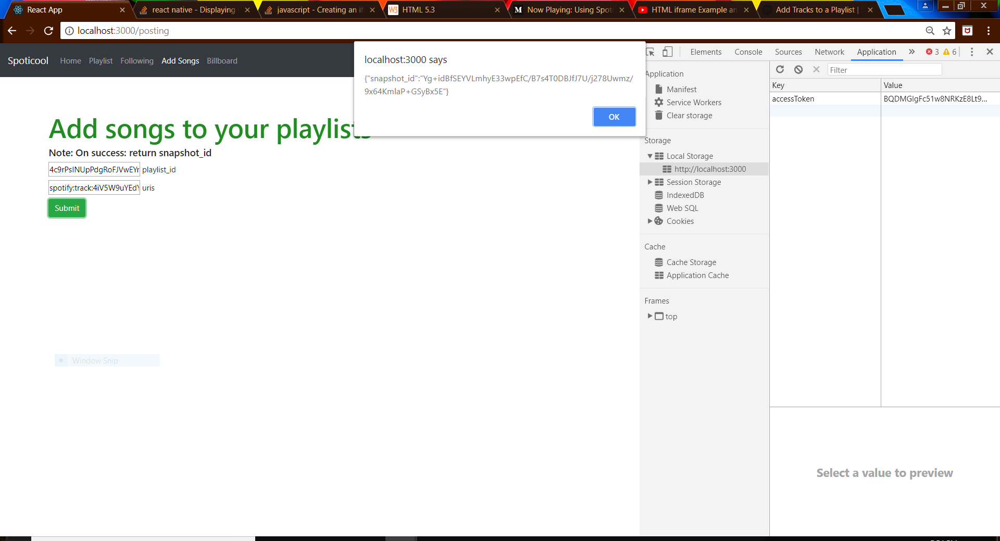 React App
react native - Displaying
javascript - Creating an if
HTML 5.3
Now Playing: Using Spoti
HTML iframe Example an
Add Tracks to a Playlist |
localhost:3000/posting
Spoticool Home Playlist Following Add Songs Billboard
localhost:3000 says
{"snapshot_id":"Yg+idBfSEYVLmhyE33wpEfC/B7s4T0DBJfJ7U/j278Uwmz/
9x64KmlaP+GSyBx5E"}
OK
Add songs to your playlists
Note: On success: return snapshot_id
4c9rPsINUpPdgRoFJVwEYr playlist_id
spotify:track:4iV5W9uYEdY uris
Submit
Window Snip
Elements Console Sources Network Application » 3 6
Application
Manifest
Service Workers
Clear storage
Storage
Local Storage
http://localhost:3000
Session Storage
IndexedDB
Web SQL
Cookies
Cache
Cache Storage
Application Cache
Frames
top
Filter
Key Value
accessToken BQDMGIgFc51w8NRKzE8Lt9...
Select a value to preview